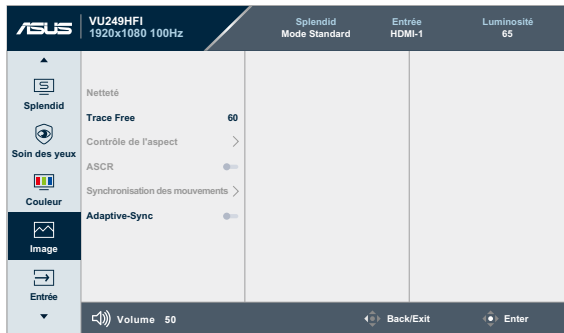 ASUS
VU249HFI
1920x1080 100Hz
Splendid
Mode Standard
Entrée
HDMI-1
Luminosité
65
Splendid
Soin des yeux
Couleur
Image
Entrée
Netteté
Trace Free 60
Contrôle de l'aspect
ASCR
Synchronisation des mouvements
Adaptive-Sync
Volume 50
Back/Exit
Enter